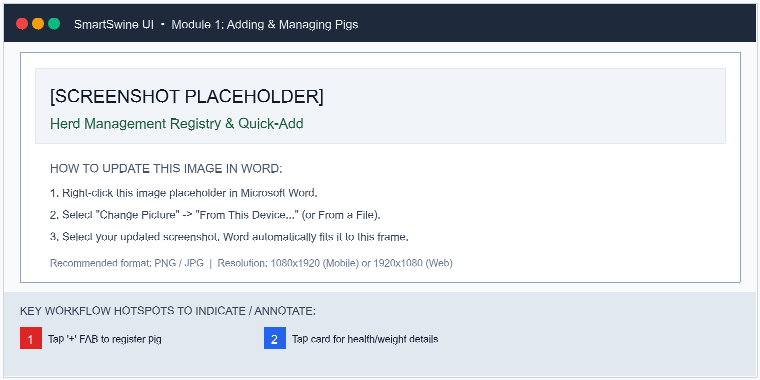 SmartSwine UI • Module 1: Adding & Managing Pigs
[SCREENSHOT PLACEHOLDER]
Herd Management Registry & Quick-Add
HOW TO UPDATE THIS IMAGE IN WORD:
1. Right-click this image placeholder in Microsoft Word.
2. Select "Change Picture" -> "From This Device..." (or From a File).
3. Select your updated screenshot. Word automatically fits it to this frame.
Recommended format: PNG / JPG | Resolution: 1080x1920 (Mobile) or 1920x1080 (Web)
KEY WORKFLOW HOTSPOTS TO INDICATE / ANNOTATE:
1 Tap '+' FAB to register pig
2 Tap card for health/weight details